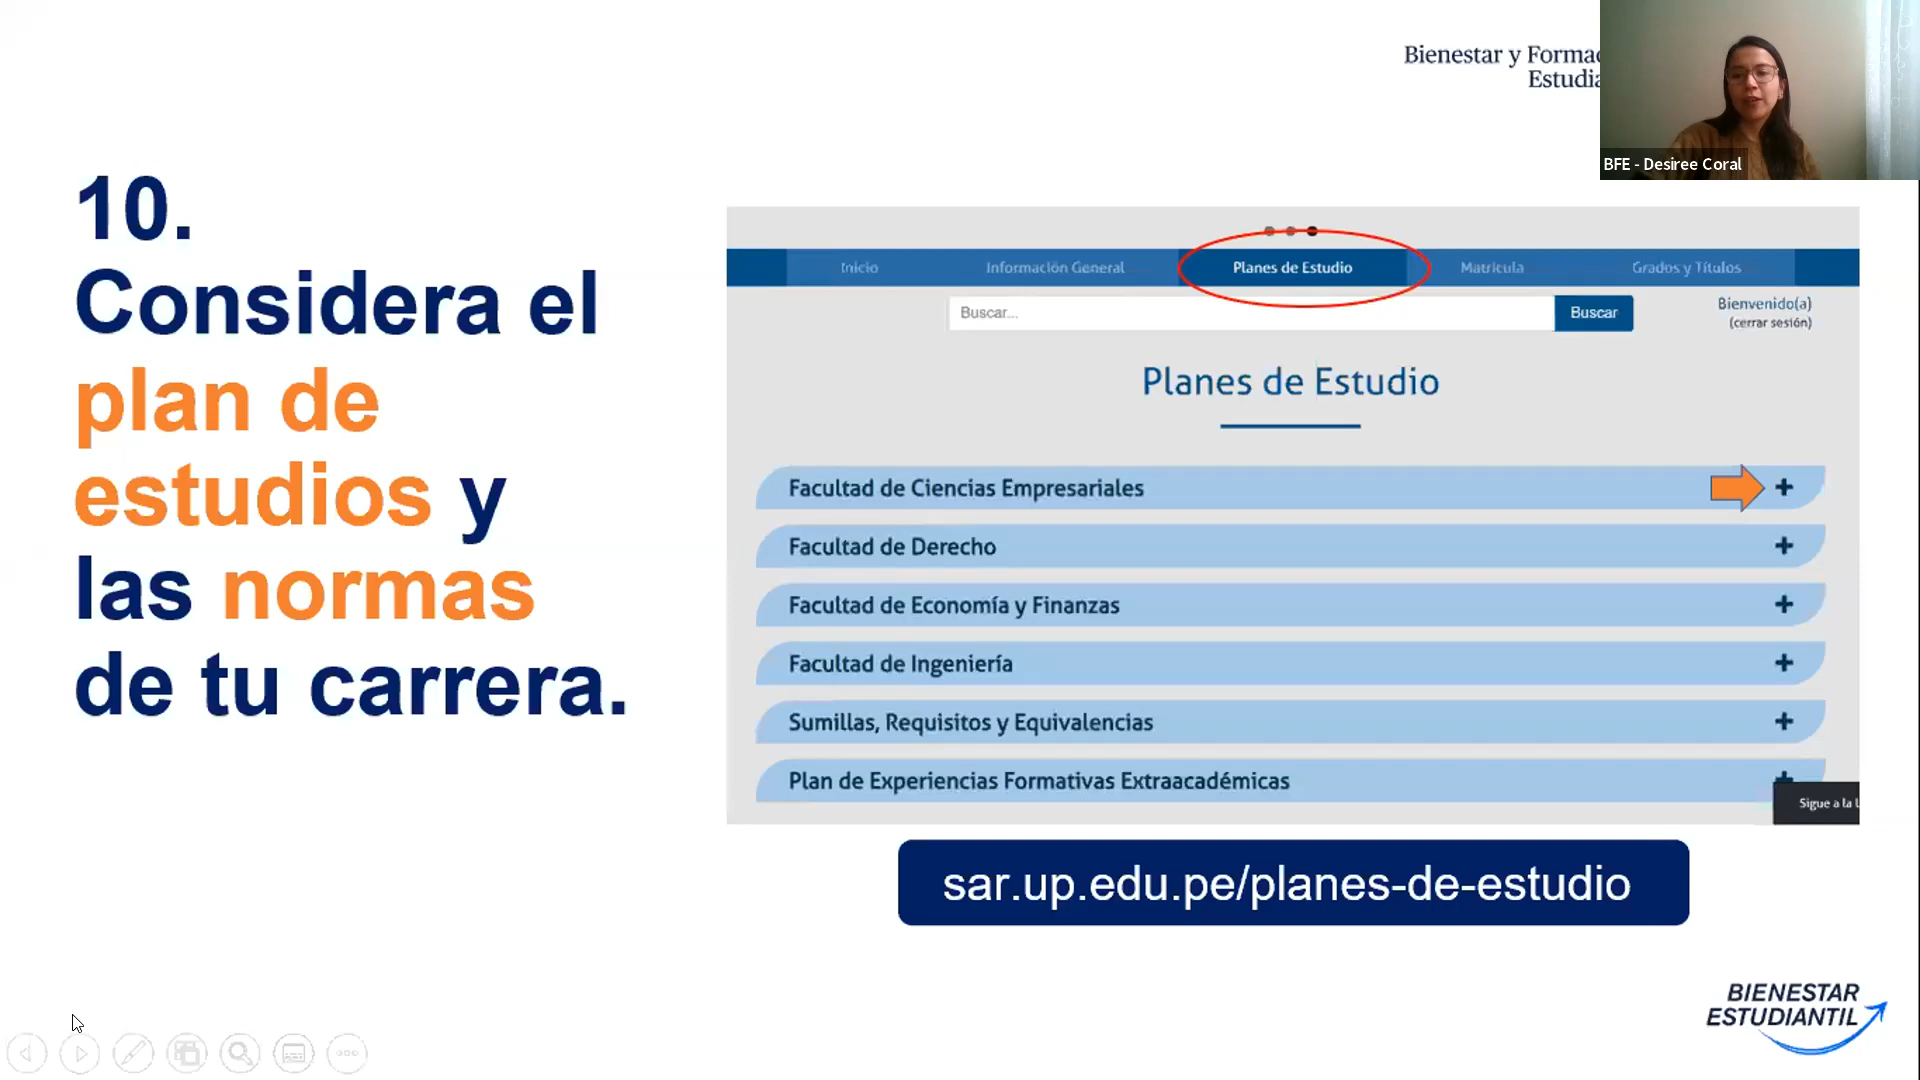 Bienestar y Formac
Estudia
BFE - Desiree Coral
10.
Considera el
plan de
estudios y
las normas
de tu carrera.
Inicio Información General Planes de Estudio Matrícula Grados y Títulos
Buscar... Buscar
Bienvenido(a)
(cerrar sesión)
Planes de Estudio
Facultad de Ciencias Empresariales
Facultad de Derecho
Facultad de Economía y Finanzas
Facultad de Ingeniería
Sumillas, Requisitos y Equivalencias
Plan de Experiencias Formativas Extraacadémicas
Sigue a la U
sar.up.edu.pe/planes-de-estudio
BIENESTAR
ESTUDIANTIL